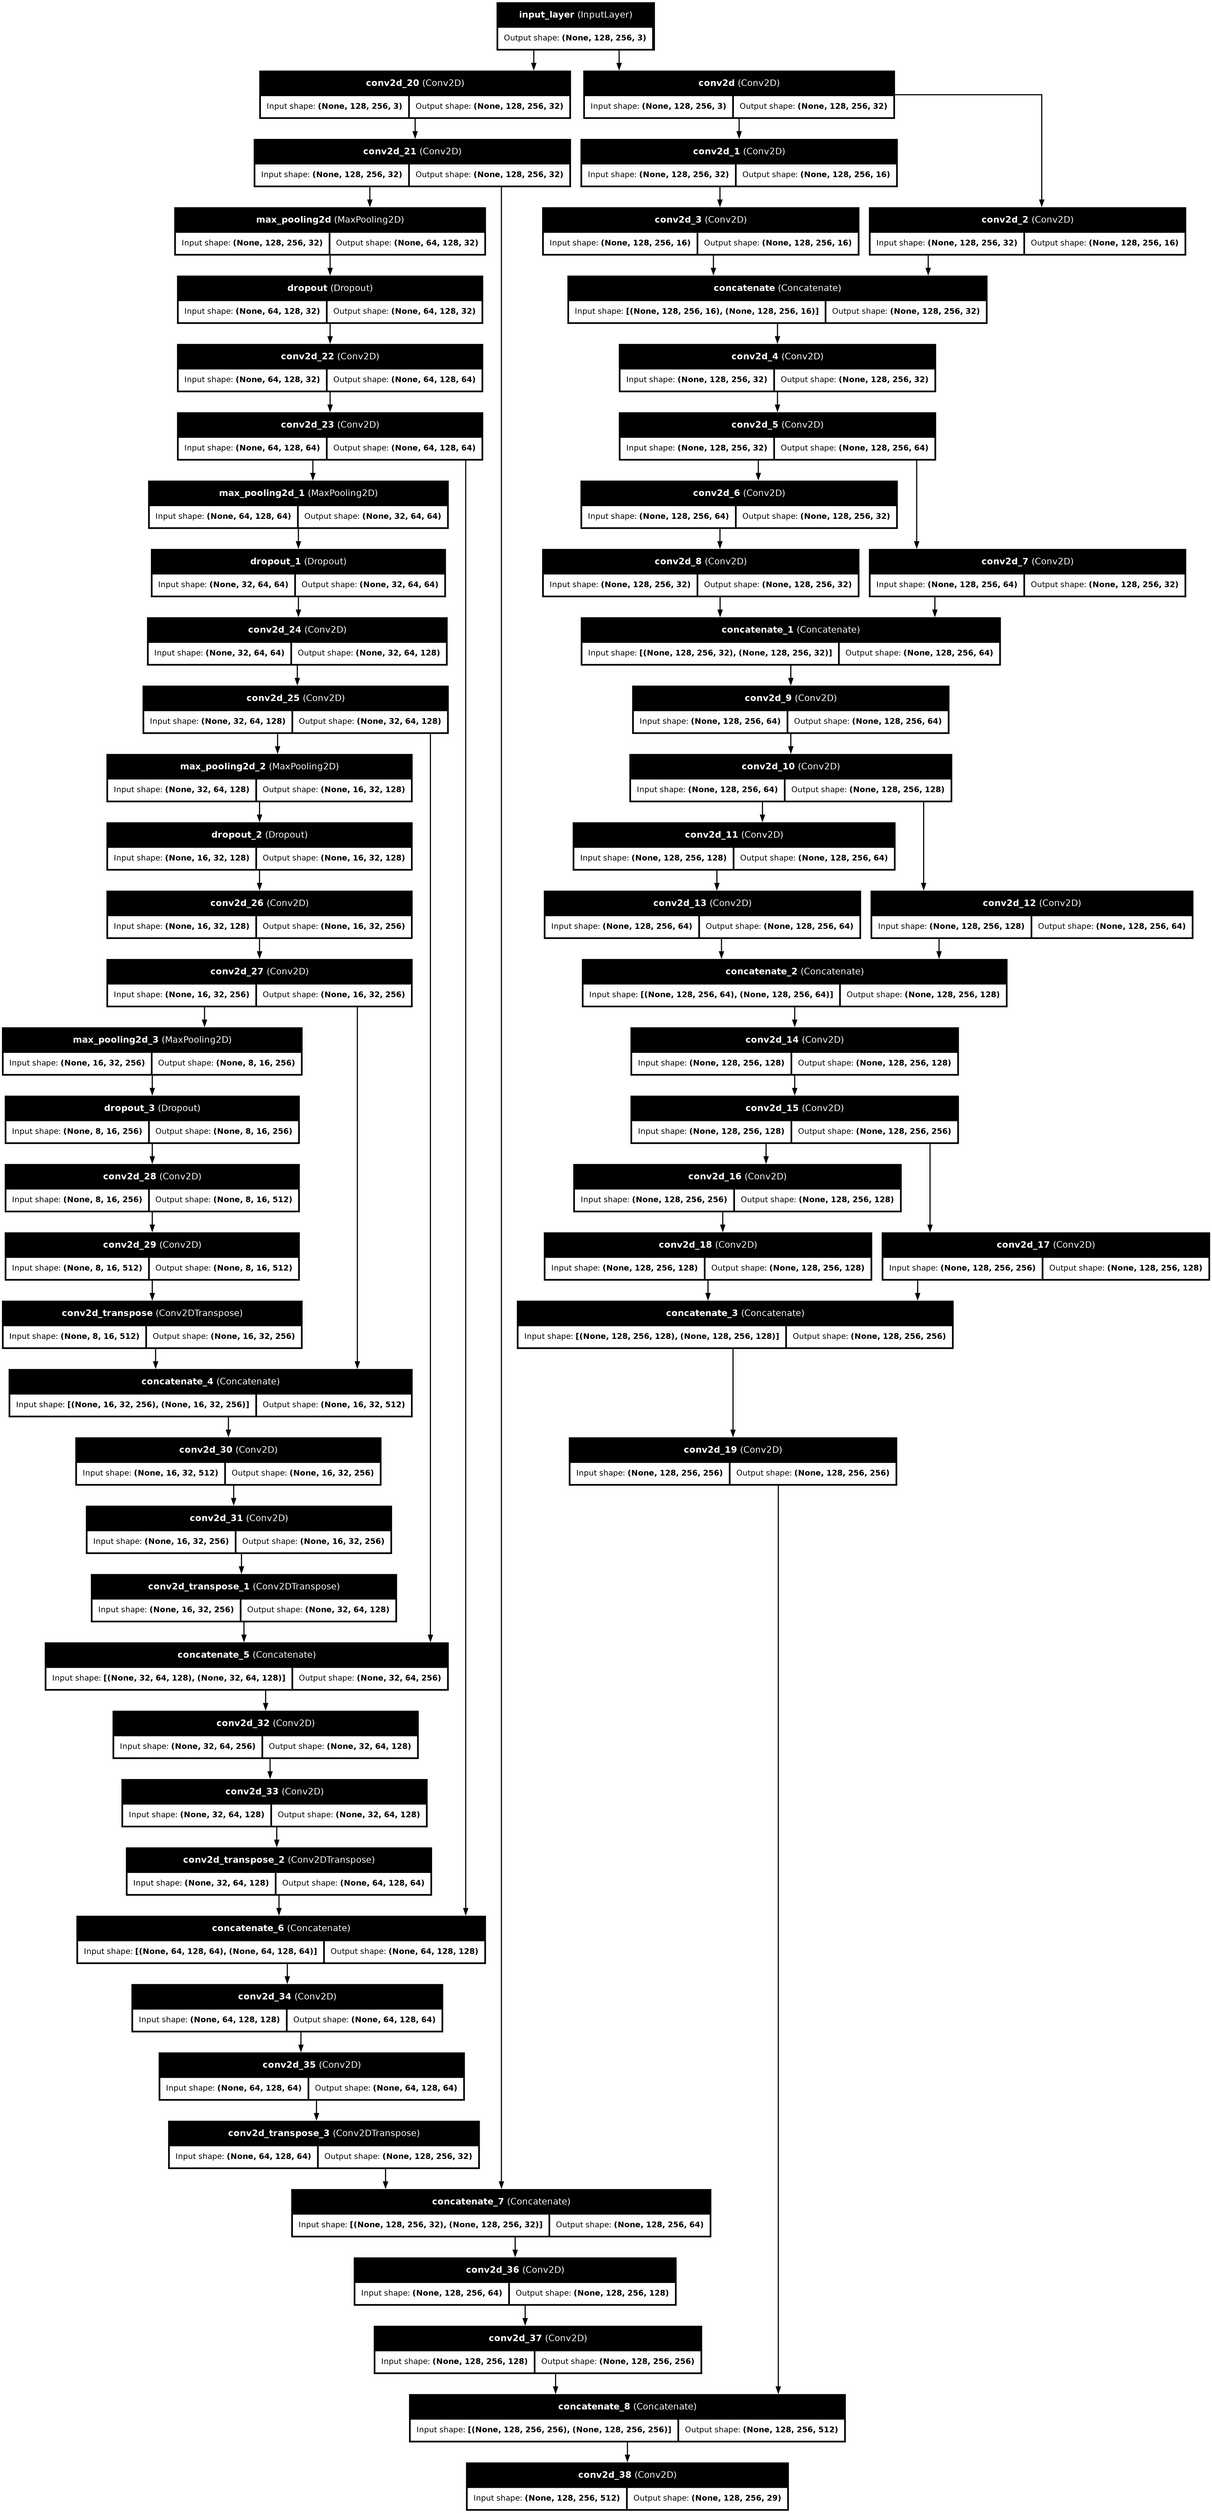 input_layer (InputLayer)
Output shape: (None, 128, 256, 3)
conv2d_20 (Conv2D)
Input shape: (None, 128, 256, 3) Output shape: (None, 128, 256, 32)
conv2d (Conv2D)
Input shape: (None, 128, 256, 3) Output shape: (None, 128, 256, 32)
conv2d_21 (Conv2D)
Input shape: (None, 128, 256, 32) Output shape: (None, 128, 256, 32)
conv2d_1 (Conv2D)
Input shape: (None, 128, 256, 32) Output shape: (None, 128, 256, 16)
max_pooling2d (MaxPooling2D)
Input shape: (None, 128, 256, 32) Output shape: (None, 64, 128, 32)
conv2d_3 (Conv2D)
Input shape: (None, 128, 256, 16) Output shape: (None, 128, 256, 16)
conv2d_2 (Conv2D)
Input shape: (None, 128, 256, 32) Output shape: (None, 128, 256, 16)
dropout (Dropout)
Input shape: (None, 64, 128, 32) Output shape: (None, 64, 128, 32)
concatenate (Concatenate)
Input shape: [(None, 128, 256, 16), (None, 128, 256, 16)] Output shape: (None, 128, 256, 32)
conv2d_22 (Conv2D)
Input shape: (None, 64, 128, 32) Output shape: (None, 64, 128, 64)
conv2d_4 (Conv2D)
Input shape: (None, 128, 256, 32) Output shape: (None, 128, 256, 32)
conv2d_23 (Conv2D)
Input shape: (None, 64, 128, 64) Output shape: (None, 64, 128, 64)
conv2d_5 (Conv2D)
Input shape: (None, 128, 256, 32) Output shape: (None, 128, 256, 64)
max_pooling2d_1 (MaxPooling2D)
Input shape: (None, 64, 128, 64) Output shape: (None, 32, 64, 64)
conv2d_6 (Conv2D)
Input shape: (None, 128, 256, 64) Output shape: (None, 128, 256, 32)
dropout_1 (Dropout)
Input shape: (None, 32, 64, 64) Output shape: (None, 32, 64, 64)
conv2d_8 (Conv2D)
Input shape: (None, 128, 256, 32) Output shape: (None, 128, 256, 32)
conv2d_7 (Conv2D)
Input shape: (None, 128, 256, 64) Output shape: (None, 128, 256, 32)
conv2d_24 (Conv2D)
Input shape: (None, 32, 64, 64) Output shape: (None, 32, 64, 128)
concatenate_1 (Concatenate)
Input shape: [(None, 128, 256, 32), (None, 128, 256, 32)] Output shape: (None, 128, 256, 64)
conv2d_25 (Conv2D)
Input shape: (None, 32, 64, 128) Output shape: (None, 32, 64, 128)
conv2d_9 (Conv2D)
Input shape: (None, 128, 256, 64) Output shape: (None, 128, 256, 64)
max_pooling2d_2 (MaxPooling2D)
Input shape: (None, 32, 64, 128) Output shape: (None, 16, 32, 128)
conv2d_10 (Conv2D)
Input shape: (None, 128, 256, 64) Output shape: (None, 128, 256, 128)
dropout_2 (Dropout)
Input shape: (None, 16, 32, 128) Output shape: (None, 16, 32, 128)
conv2d_11 (Conv2D)
Input shape: (None, 128, 256, 128) Output shape: (None, 128, 256, 64)
conv2d_26 (Conv2D)
Input shape: (None, 16, 32, 128) Output shape: (None, 16, 32, 256)
conv2d_13 (Conv2D)
Input shape: (None, 128, 256, 64) Output shape: (None, 128, 256, 64)
conv2d_12 (Conv2D)
Input shape: (None, 128, 256, 128) Output shape: (None, 128, 256, 64)
conv2d_27 (Conv2D)
Input shape: (None, 16, 32, 256) Output shape: (None, 16, 32, 256)
concatenate_2 (Concatenate)
Input shape: [(None, 128, 256, 64), (None, 128, 256, 64)] Output shape: (None, 128, 256, 128)
max_pooling2d_3 (MaxPooling2D)
Input shape: (None, 16, 32, 256) Output shape: (None, 8, 16, 256)
conv2d_14 (Conv2D)
Input shape: (None, 128, 256, 128) Output shape: (None, 128, 256, 128)
dropout_3 (Dropout)
Input shape: (None, 8, 16, 256) Output shape: (None, 8, 16, 256)
conv2d_15 (Conv2D)
Input shape: (None, 128, 256, 128) Output shape: (None, 128, 256, 256)
conv2d_28 (Conv2D)
Input shape: (None, 8, 16, 256) Output shape: (None, 8, 16, 512)
conv2d_16 (Conv2D)
Input shape: (None, 128, 256, 256) Output shape: (None, 128, 256, 128)
conv2d_29 (Conv2D)
Input shape: (None, 8, 16, 512) Output shape: (None, 8, 16, 512)
conv2d_18 (Conv2D)
Input shape: (None, 128, 256, 128) Output shape: (None, 128, 256, 128)
conv2d_17 (Conv2D)
Input shape: (None, 128, 256, 256) Output shape: (None, 128, 256, 128)
conv2d_transpose (Conv2DTranspose)
Input shape: (None, 8, 16, 512) Output shape: (None, 16, 32, 256)
concatenate_3 (Concatenate)
Input shape: [(None, 128, 256, 128), (None, 128, 256, 128)] Output shape: (None, 128, 256, 256)
concatenate_4 (Concatenate)
Input shape: [(None, 16, 32, 256), (None, 16, 32, 256)] Output shape: (None, 16, 32, 512)
conv2d_30 (Conv2D)
Input shape: (None, 16, 32, 512) Output shape: (None, 16, 32, 256)
conv2d_19 (Conv2D)
Input shape: (None, 128, 256, 256) Output shape: (None, 128, 256, 256)
conv2d_31 (Conv2D)
Input shape: (None, 16, 32, 256) Output shape: (None, 16, 32, 256)
conv2d_transpose_1 (Conv2DTranspose)
Input shape: (None, 16, 32, 256) Output shape: (None, 32, 64, 128)
concatenate_5 (Concatenate)
Input shape: [(None, 32, 64, 128), (None, 32, 64, 128)] Output shape: (None, 32, 64, 256)
conv2d_32 (Conv2D)
Input shape: (None, 32, 64, 256) Output shape: (None, 32, 64, 128)
conv2d_33 (Conv2D)
Input shape: (None, 32, 64, 128) Output shape: (None, 32, 64, 128)
conv2d_transpose_2 (Conv2DTranspose)
Input shape: (None, 32, 64, 128) Output shape: (None, 64, 128, 64)
concatenate_6 (Concatenate)
Input shape: [(None, 64, 128, 64), (None, 64, 128, 64)] Output shape: (None, 64, 128, 128)
conv2d_34 (Conv2D)
Input shape: (None, 64, 128, 128) Output shape: (None, 64, 128, 64)
conv2d_35 (Conv2D)
Input shape: (None, 64, 128, 64) Output shape: (None, 64, 128, 64)
conv2d_transpose_3 (Conv2DTranspose)
Input shape: (None, 64, 128, 64) Output shape: (None, 128, 256, 32)
concatenate_7 (Concatenate)
Input shape: [(None, 128, 256, 32), (None, 128, 256, 32)] Output shape: (None, 128, 256, 64)
conv2d_36 (Conv2D)
Input shape: (None, 128, 256, 64) Output shape: (None, 128, 256, 128)
conv2d_37 (Conv2D)
Input shape: (None, 128, 256, 128) Output shape: (None, 128, 256, 256)
concatenate_8 (Concatenate)
Input shape: [(None, 128, 256, 256), (None, 128, 256, 256)] Output shape: (None, 128, 256, 512)
conv2d_38 (Conv2D)
Input shape: (None, 128, 256, 512) Output shape: (None, 128, 256, 29)